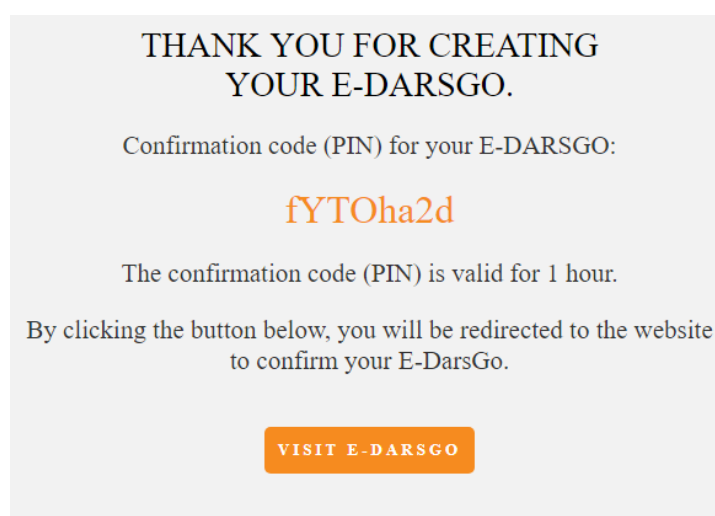 THANK YOU FOR CREATING
YOUR E-DARSGO.
Confirmation code (PIN) for your E-DARSGO:
fYTOha2d
The confirmation code (PIN) is valid for 1 hour.
By clicking the button below, you will be redirected to the website
to confirm your E-DarsGo.
VISIT E-DARSGO